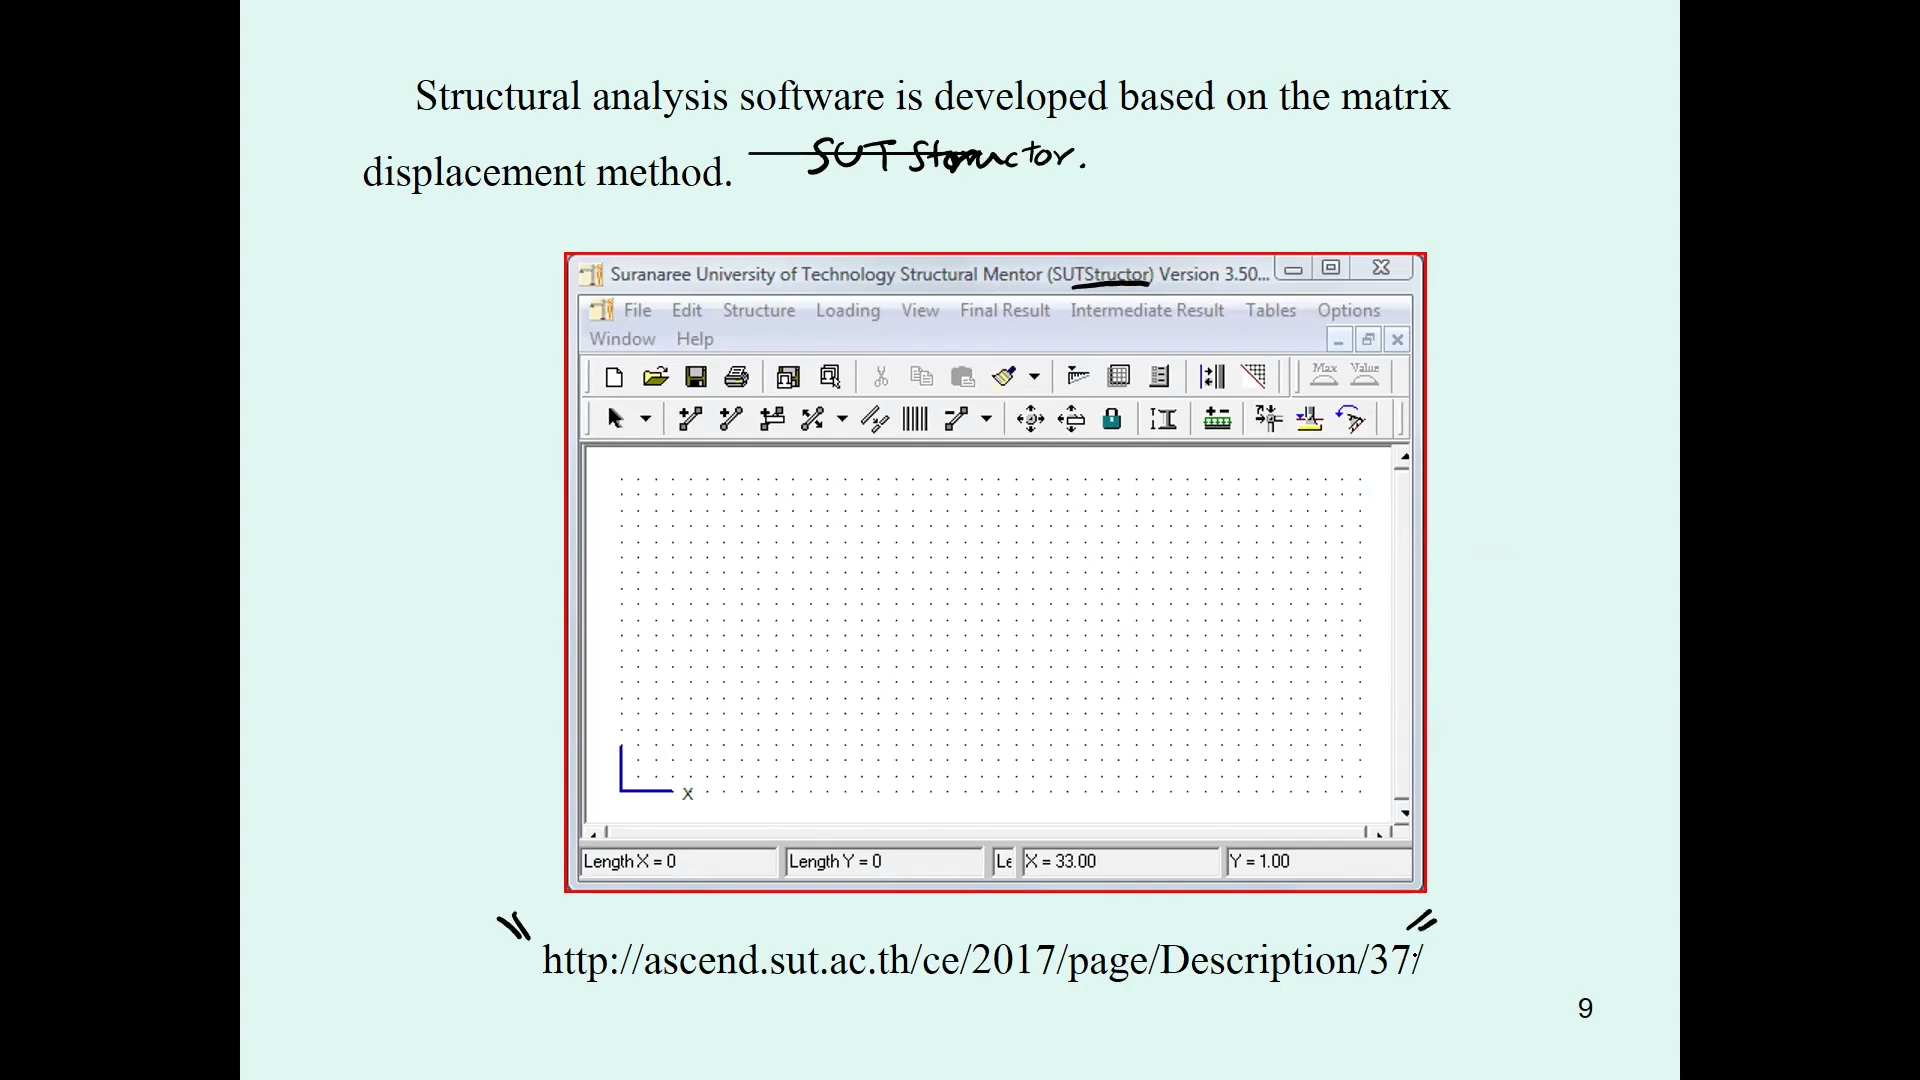 Structural analysis software is developed based on the matrix
displacement method.
SUT Structor.
Suranaree University of Technology Structural Mentor (SUTStructor) Version 3.50...
File Edit Structure Loading View Final Result Intermediate Result Tables Options
Window Help
Max Value
X
Length X = 0 Length Y = 0 Le X = 33.00 Y = 1.00
http://ascend.sut.ac.th/ce/2017/page/Description/37/
9